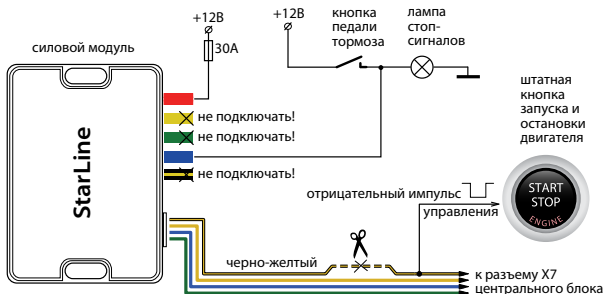 +12В
30А
силовой модуль
StarLine
+12В
кнопка
педали
тормоза
лампа
стоп-
сигналов
не подключать!
не подключать!
не подключать!
штатная
кнопка
запуска и
остановки
двигателя
START
STOP
ENGINE
отрицательный импульс
управления
черно-желтый
к разъему X7
центрального блока